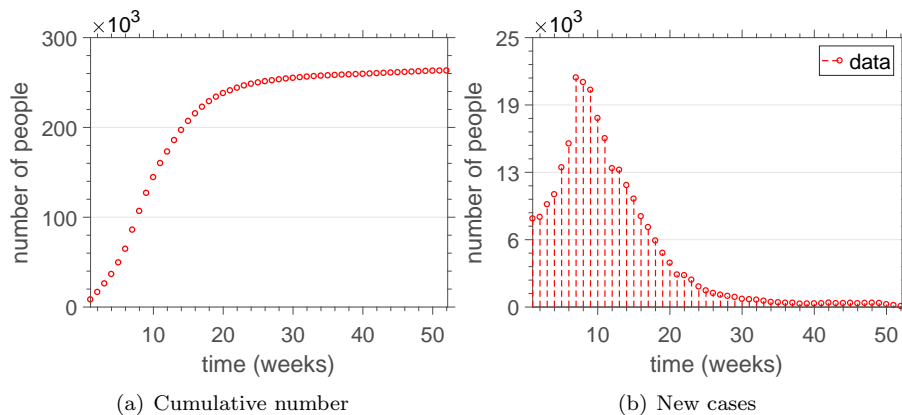 ×10³
300
200
100
0
number of people
10 20 30 40 50
time (weeks)
(a) Cumulative number
×10³
25
19
13
6
0
number of people
data
10 20 30 40 50
time (weeks)
(b) New cases